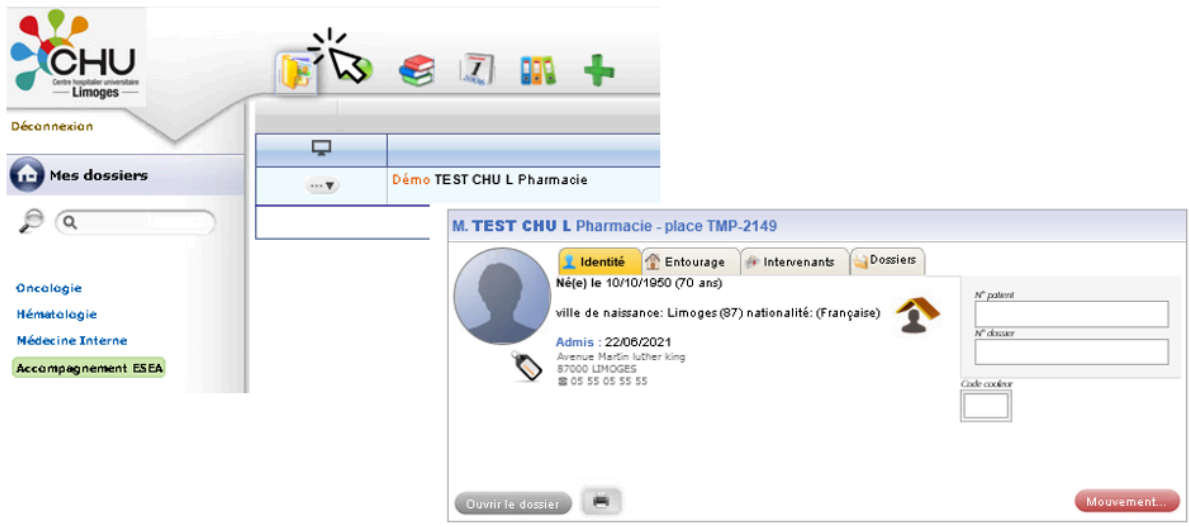 CHU
Centre hospitalier universitaire
Limoges
Déconnexion
Mes dossiers
Oncologie
Hématologie
Médecine Interne
Accompagnement ESEA
... ▼
Démo TEST CHU L Pharmacie
M. TEST CHU L Pharmacie - place TMP-2149
Identité Entourage Intervenants Dossiers
Né(e) le 10/10/1950 (70 ans)
ville de naissance: Limoges (87) nationalité: (Française)
Admis : 22/06/2021
Avenue Martin luther king
87000 LIMOGES
☎ 05 55 05 55 55
N° patient
N° dossier
Code couleur
Ouvrir le dossier
Mouvement...